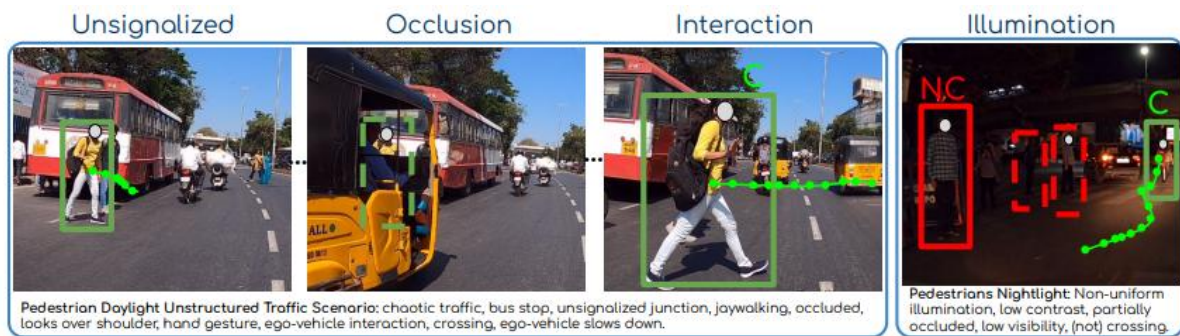 Unsignalized
Occlusion
Interaction
Illumination
C
N,C
C
ALL
Pedestrian Daylight Unstructured Traffic Scenario: chaotic traffic, bus stop, unsignalized junction, jaywalking, occluded,
looks over shoulder, hand gesture, ego-vehicle interaction, crossing, ego-vehicle slows down.
Pedestrians Nightlight: Non-uniform
illumination, low contrast, partially
occluded, low visibility, (not) crossing.